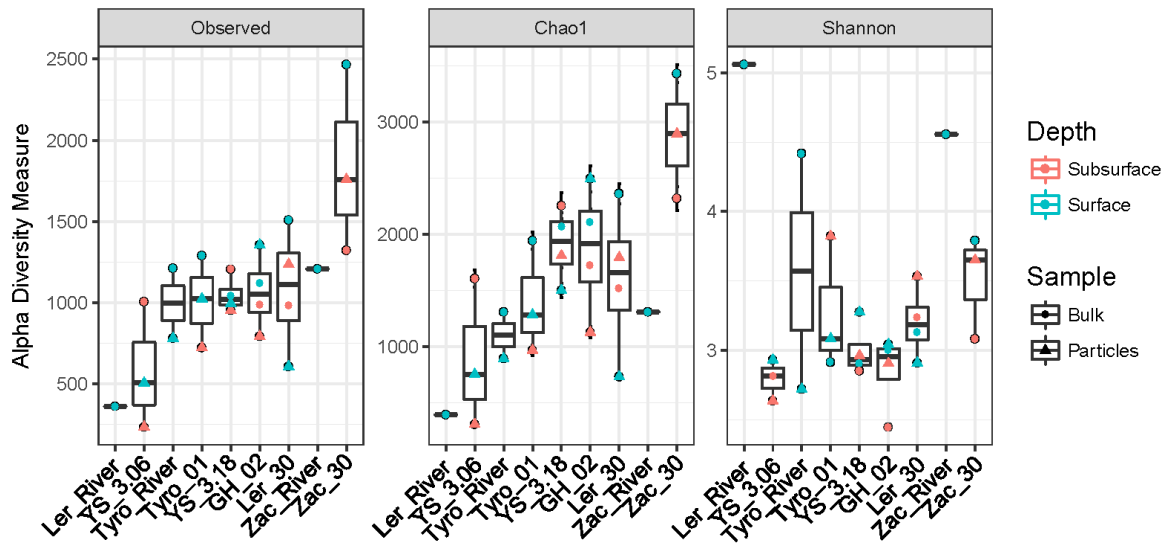 Observed
Chao1
Shannon
Alpha Diversity Measure
2500
2000
1500
1000
500
3000
2000
1000
5
4
3
Ler_River
YS_3.06
Tyro_River
Tyro_01
YS_3.18
GH_02
Ler_30
Zac_River
Zac_30
Ler_River
YS_3.06
Tyro_River
Tyro_01
YS_3.18
GH_02
Ler_30
Zac_River
Zac_30
Ler_River
YS_3.06
Tyro_River
Tyro_01
YS_3.18
GH_02
Ler_30
Zac_River
Zac_30
Depth
Subsurface
Surface
Sample
Bulk
Particles